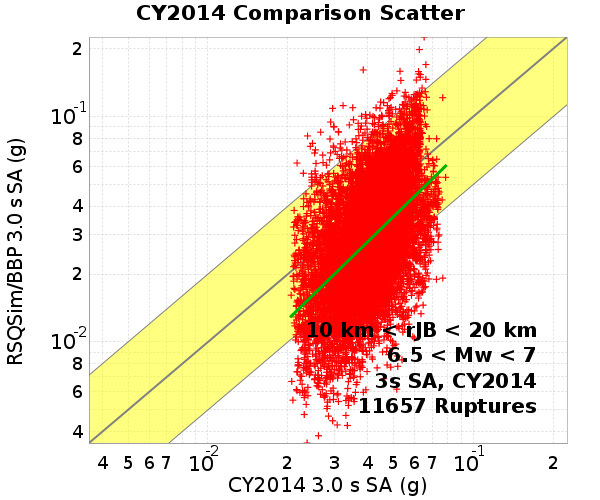 CY2014 Comparison Scatter
RSQSim/BBP 3.0 s SA (g)
2
10-1
8
6
4
3
2
10-2
8
6
4
10 km < rJB < 20 km
6.5 < Mw < 7
3s SA, CY2014
11657 Ruptures
4 5 6 7 10-2 2 3 4 5 6 7 10-1 2
CY2014 3.0 s SA (g)